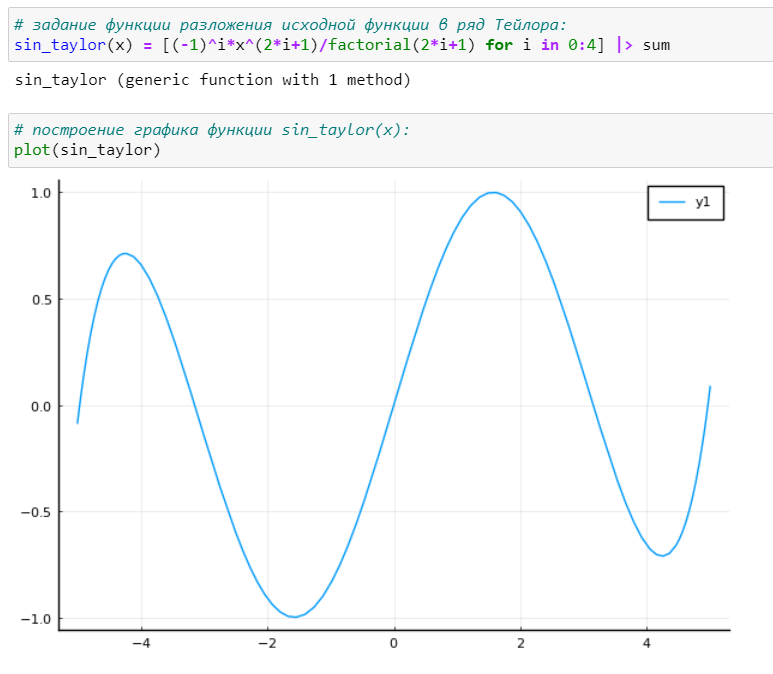 # задание функции разложения исходной функции в ряд Тейлора:
sin_taylor(x) = [(-1)^i*x^(2*i+1)/factorial(2*i+1) for i in 0:4] |> sum
sin_taylor (generic function with 1 method)
# построение графика функции sin_taylor(x):
plot(sin_taylor)
1.0
y1
0.5
0.0
−0.5
−1.0
−4
−2
0
2
4